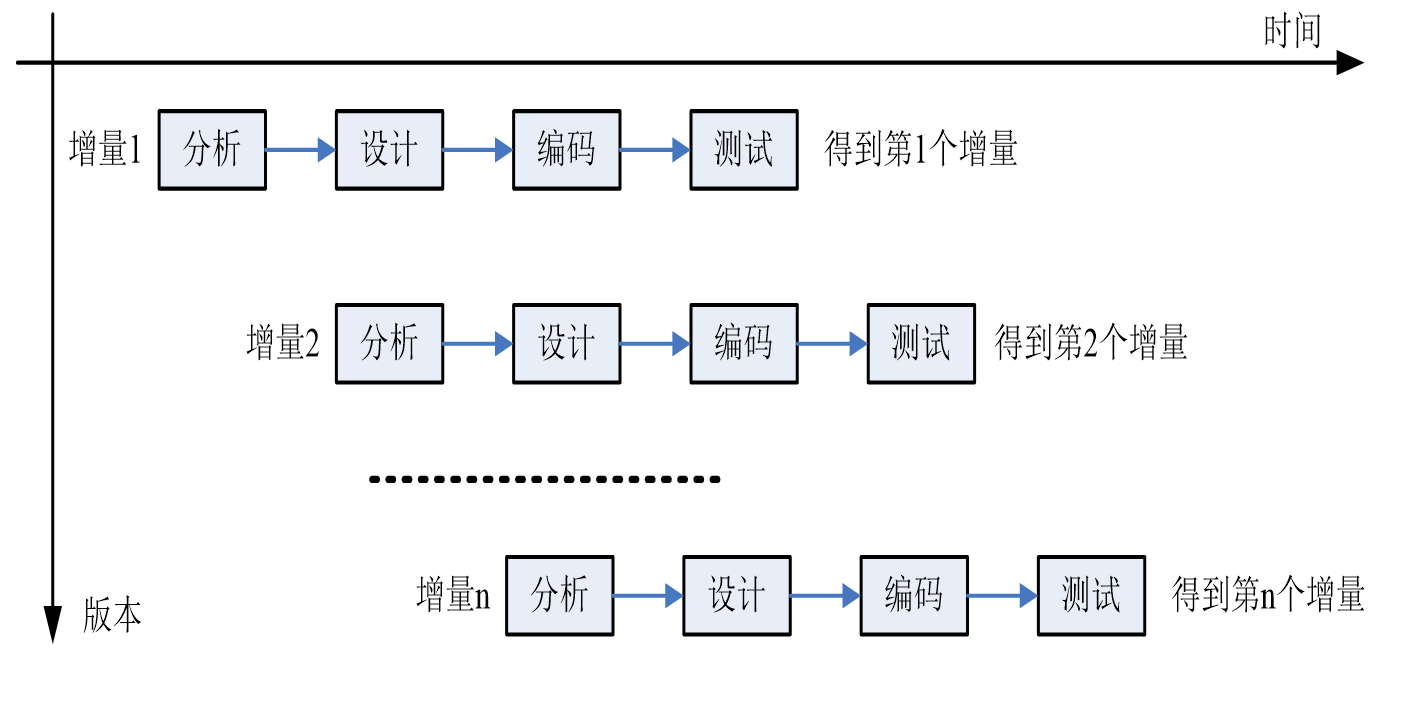 时间
增量1 分析 设计 编码 测试 得到第1个增量
增量2 分析 设计 编码 测试 得到第2个增量
增量n 分析 设计 编码 测试 得到第n个增量
版本